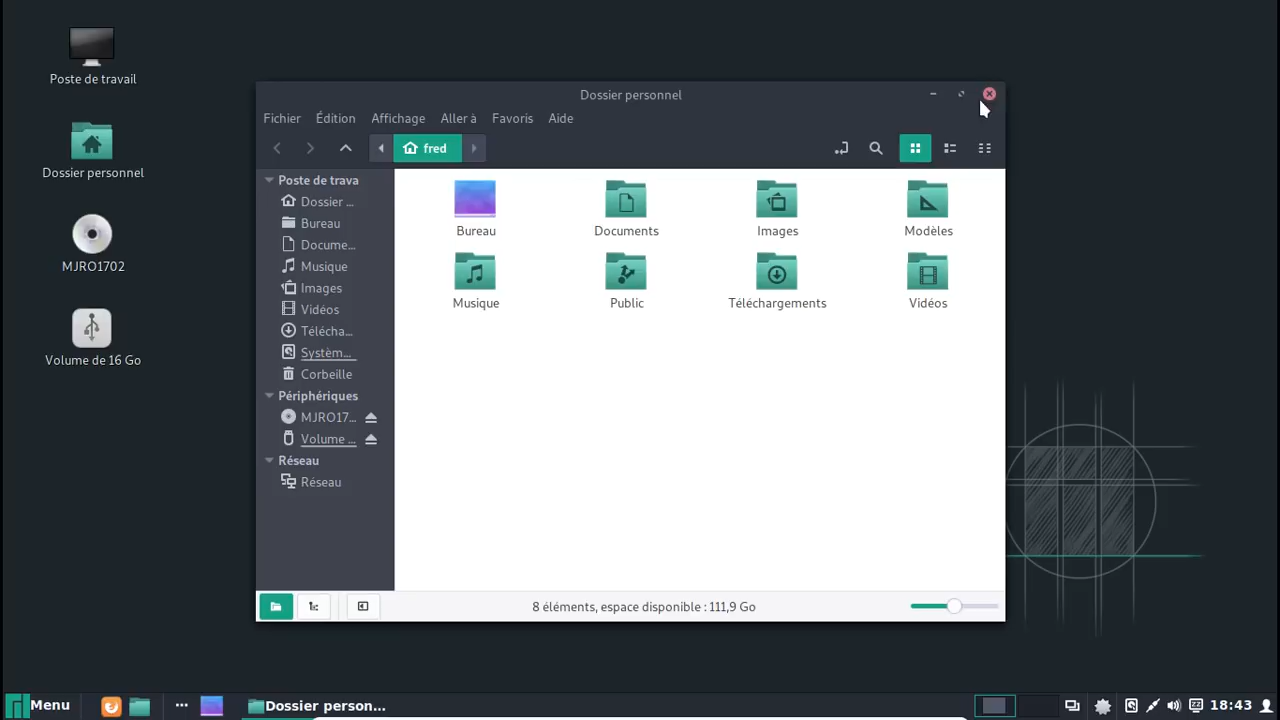 Poste de travail
Dossier personnel
MJRO1702
Volume de 16 Go
Dossier personnel
Fichier Édition Affichage Aller à Favoris Aide
fred
Poste de trava
Dossier ...
Bureau
Docume...
Musique
Images
Vidéos
Télécha...
Systèm...
Corbeille
Périphériques
MJRO17...
Volume ...
Réseau
Réseau
Bureau Documents Images Modèles
Musique Public Téléchargements Vidéos
8 éléments, espace disponible : 111,9 Go
Menu Dossier person... 18:43